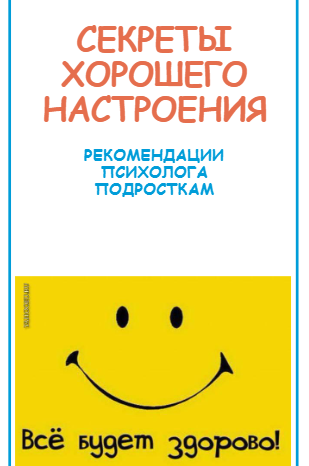 СЕКРЕТЫ
ХОРОШЕГО
НАСТРОЕНИЯ
РЕКОМЕНДАЦИИ
ПСИХОЛОГА
ПОДРОСТКАМ
Всё будет здорово!